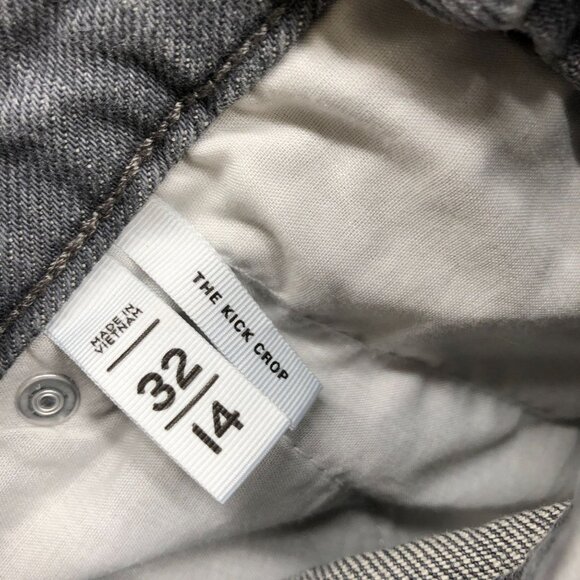 THE KICK CROP
MADE IN
VIETNAM
32
14